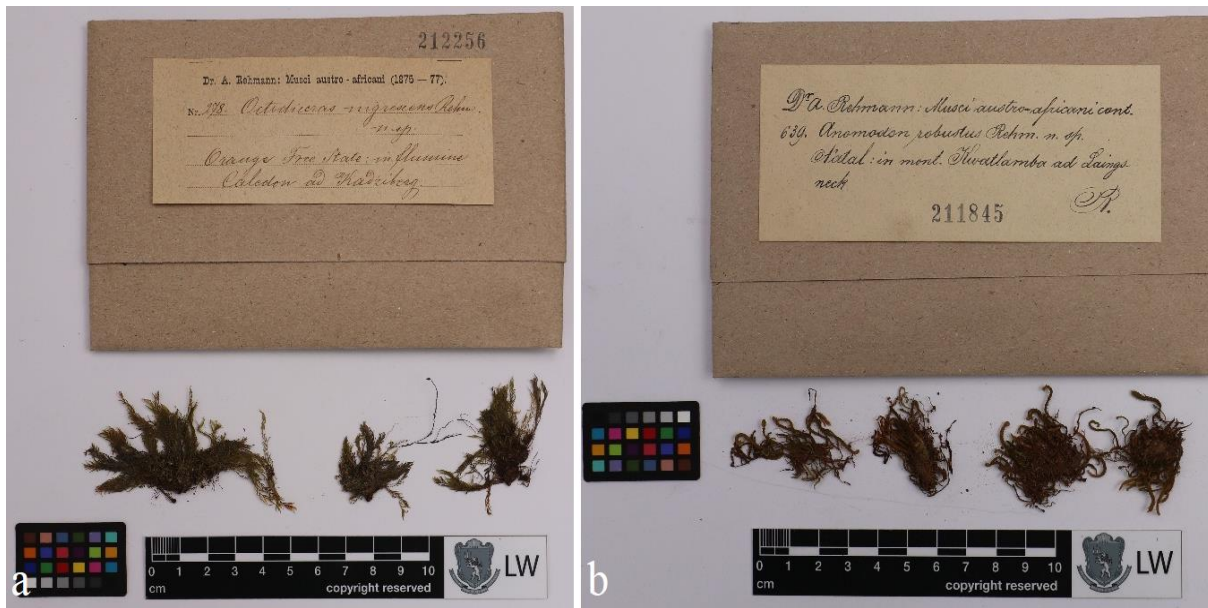 212256
Dr. A. Rehmann: Musci austro-africani (1875—77).
Nr. 278. Octodiceras nigrescens Rehm.
n. sp.
Orange Free State: in flumine
Caledon ad Kadziberg.
0 1 2 3 4 5 6 7 8 9 10
cm
copyright reserved
LW
a
Dr A. Rehmann: Musci austro-africani cont.
639. Anomodon robustus Rehm. n. sp.
Natal: in mont. Kwatlamba ad Laings
neck
R.
211845
0 1 2 3 4 5 6 7 8 9 10
cm
copyright reserved
LW
b